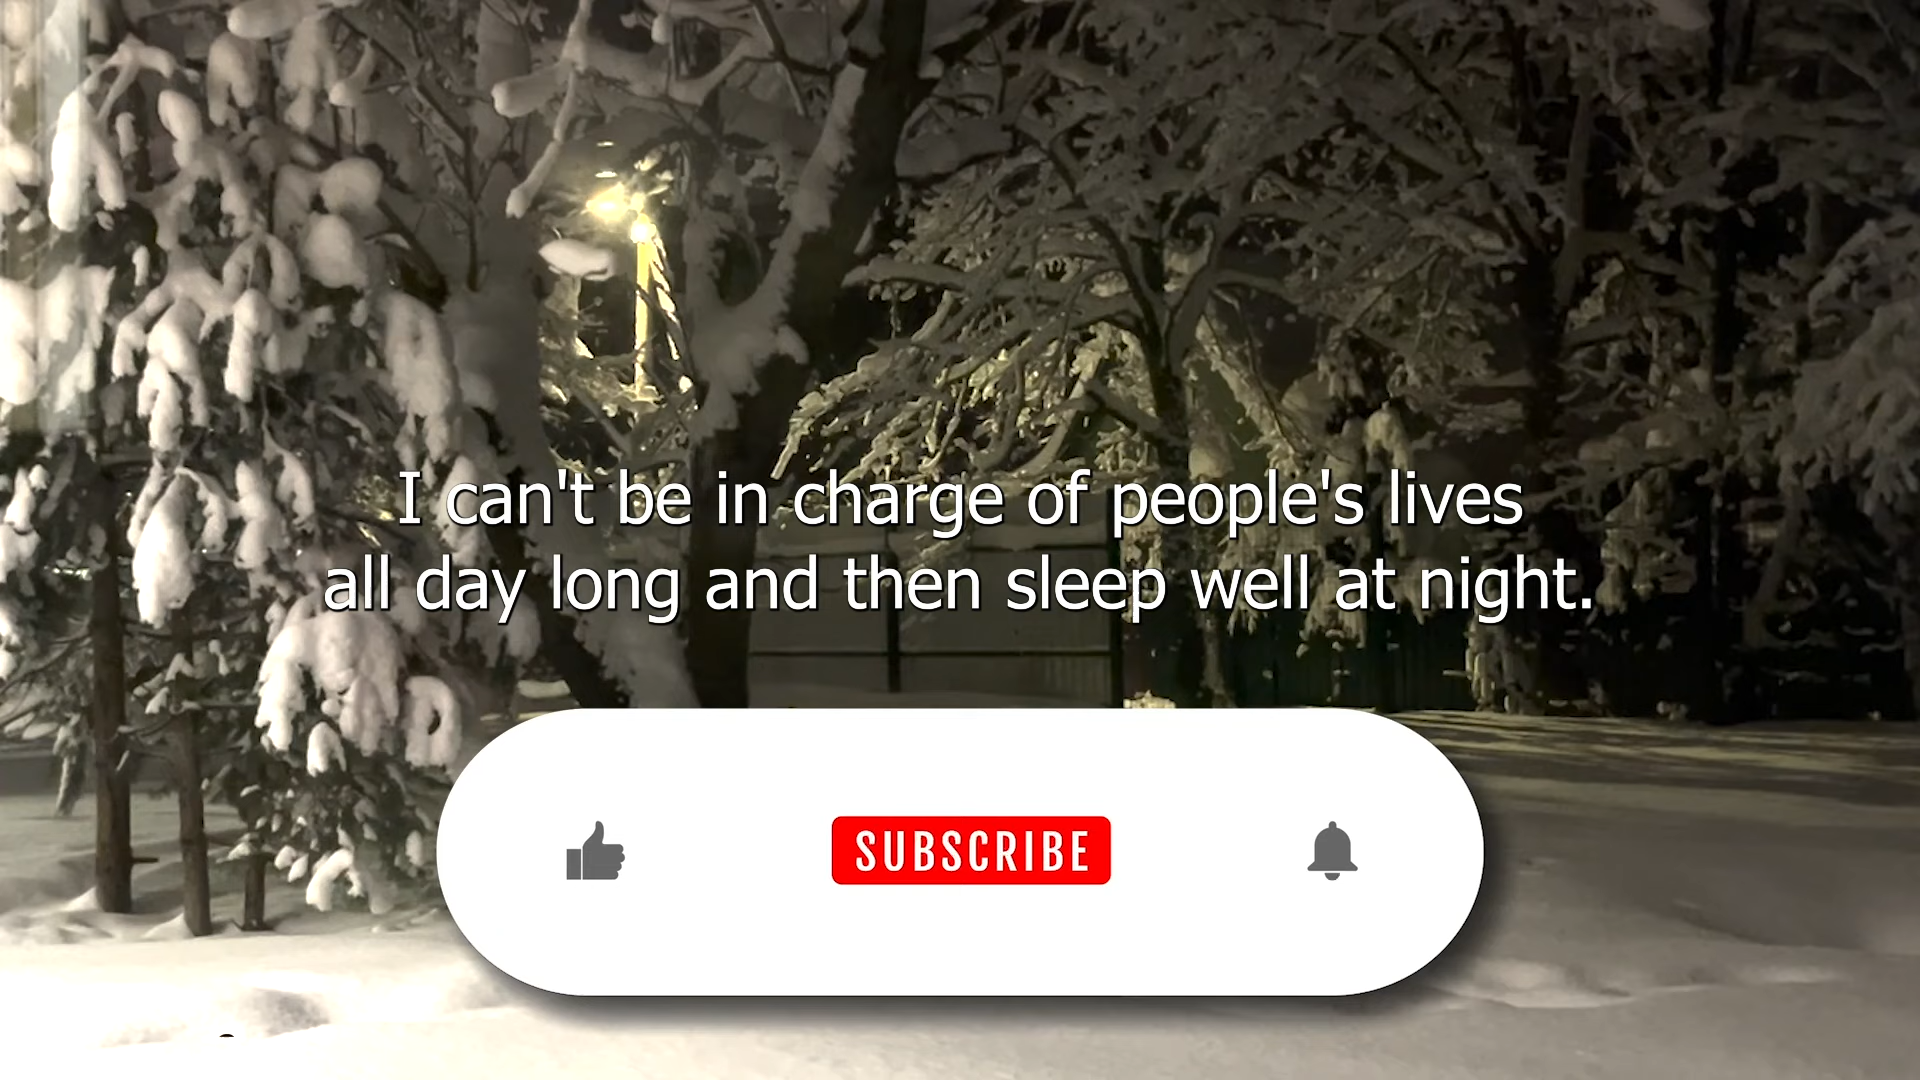 I can't be in charge of people's lives
all day long and then sleep well at night.
SUBSCRIBE